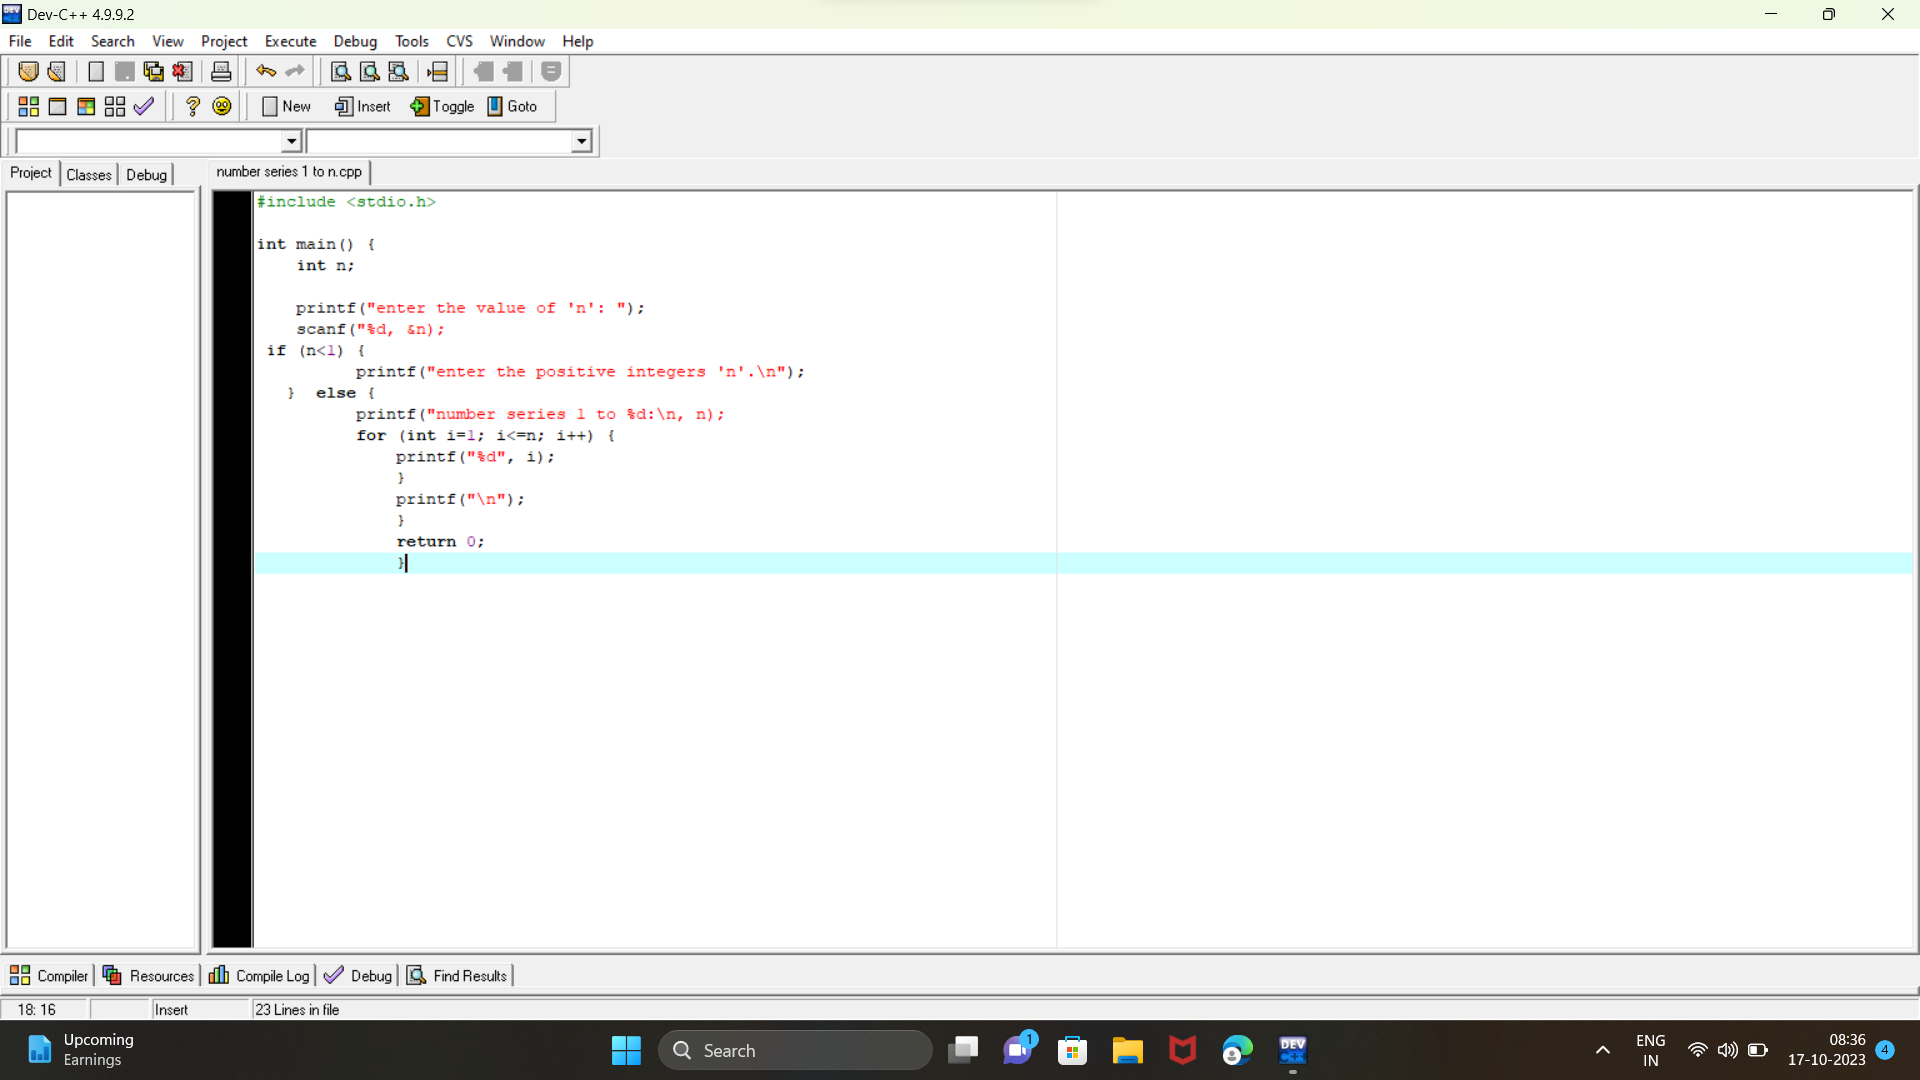 Dev-C++ 4.9.9.2
File Edit Search View Project Execute Debug Tools CVS Window Help
New Insert Toggle Goto
Project Classes Debug
number series 1 to n.cpp
#include <stdio.h>
int main() {
int n;
printf("enter the value of 'n': ");
scanf("%d, &n);
if (n<1) {
printf("enter the positive integers 'n'.\n");
} else {
printf("number series 1 to %d:\n, n);
for (int i=1; i<=n; i++) {
printf("%d", i);
}
printf("\n");
}
return 0;
}
Compiler Resources Compile Log Debug Find Results
18: 16 Insert 23 Lines in file
Upcoming
Earnings
Search
1
DEV
C++
ENG
IN
08:36
17-10-2023
4